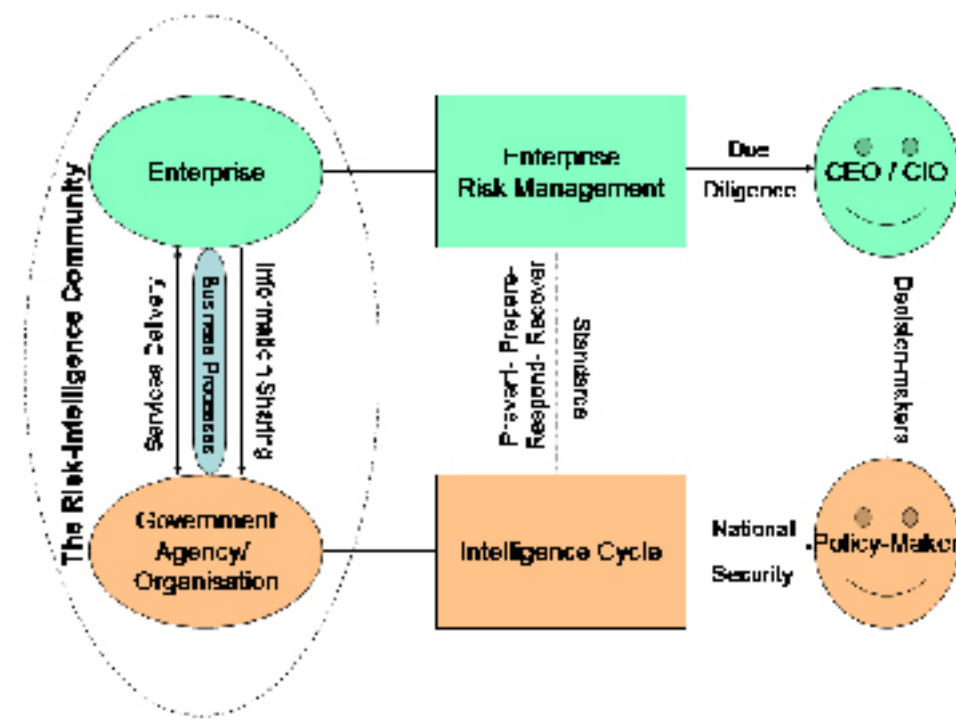 The Risk-Intelligence Community
Enterprise
Services Delivery
Business Processes
Information Sharing
Government
Agency/
Organisation
Enterprise
Risk Management
Prevent- Prepare-
Respond- Recover
Standards
Intelligence Cycle
Due
Diligence
National
Security
CEO / CIO
Decision-makers
Policy-Maker